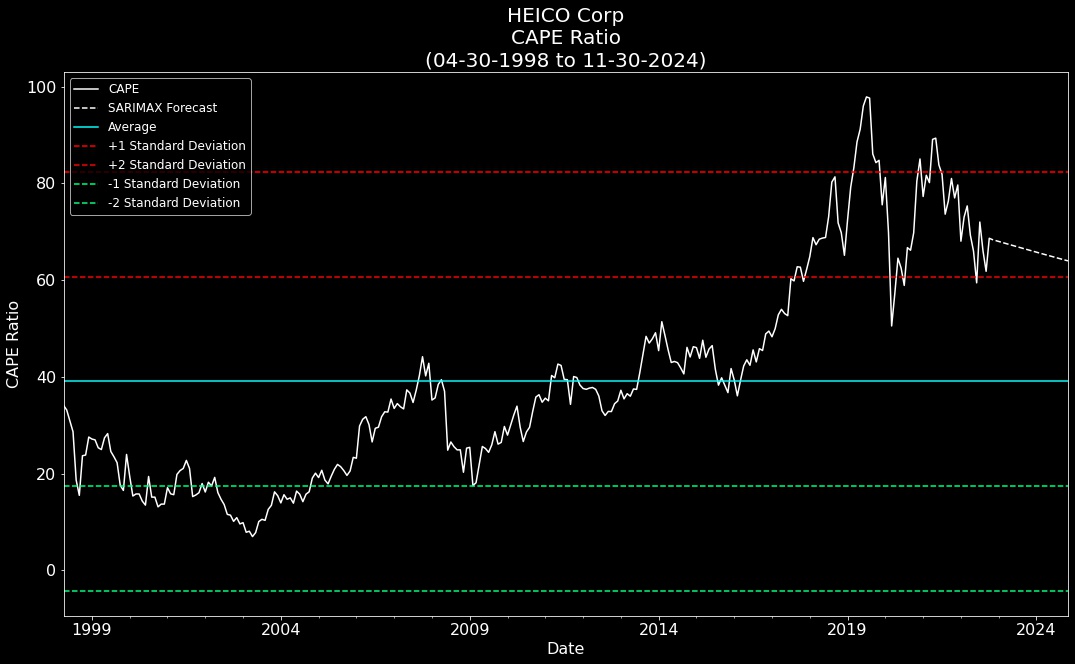 HEICO Corp
CAPE Ratio
(04-30-1998 to 11-30-2024)
CAPE
SARIMAX Forecast
Average
+1 Standard Deviation
+2 Standard Deviation
-1 Standard Deviation
-2 Standard Deviation
100
80
60
40
20
0
CAPE Ratio
1999 2004 2009 2014 2019 2024
Date